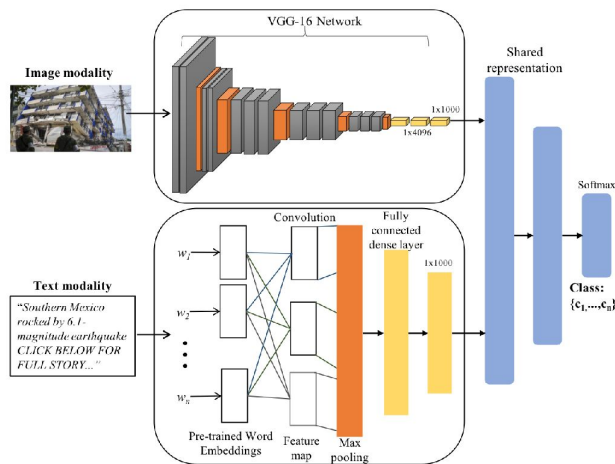 VGG-16 Network
Image modality
1x1000
1x4096
Shared
representation
Softmax
Class:
{c1,...,cn}
Convolution
Fully
connected
dense layer
1x1000
w1
w2
wn
Text modality
“Southern Mexico
rocked by 6.1-
magnitude earthquake
CLICK BELOW FOR
FULL STORY...”
Pre-trained Word
Embeddings
Feature
map
Max
pooling